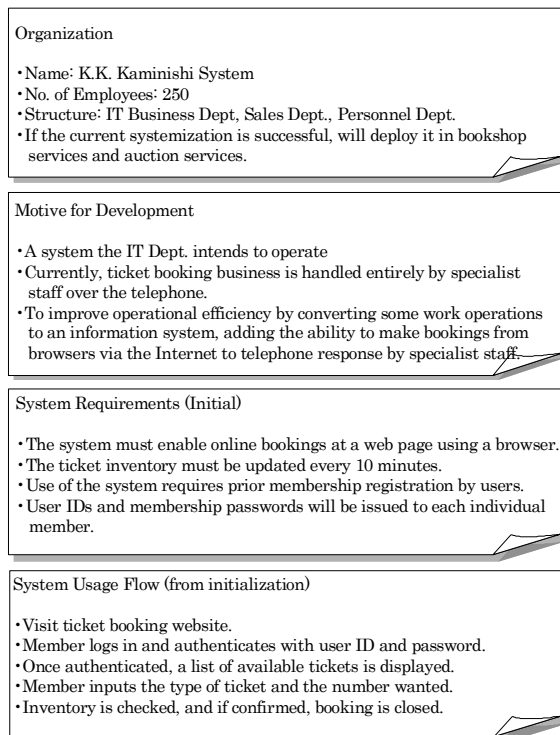 Organization
・Name: K.K. Kaminishi System
・No. of Employees: 250
・Structure: IT Business Dept, Sales Dept., Personnel Dept.
・If the current systemization is successful, will deploy it in bookshop
services and auction services.
Motive for Development
・A system the IT Dept. intends to operate
・Currently, ticket booking business is handled entirely by specialist
staff over the telephone.
・To improve operational efficiency by converting some work operations
to an information system, adding the ability to make bookings from
browsers via the Internet to telephone response by specialist staff.
System Requirements (Initial)
・The system must enable online bookings at a web page using a browser.
・The ticket inventory must be updated every 10 minutes.
・Use of the system requires prior membership registration by users.
・User IDs and membership passwords will be issued to each individual
member.
System Usage Flow (from initialization)
・Visit ticket booking website.
・Member logs in and authenticates with user ID and password.
・Once authenticated, a list of available tickets is displayed.
・Member inputs the type of ticket and the number wanted.
・Inventory is checked, and if confirmed, booking is closed.